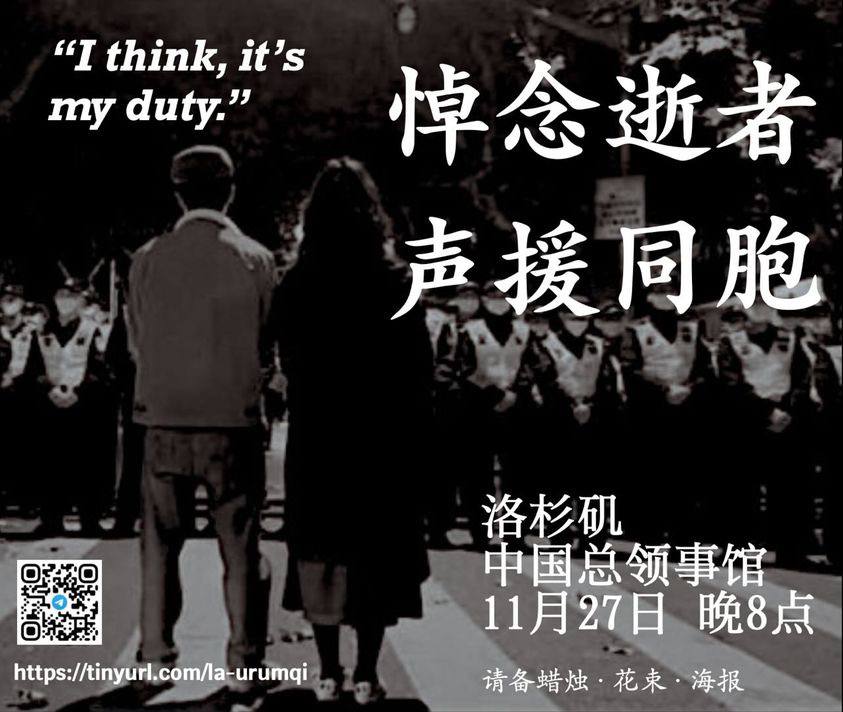 “I think, it’s
my duty.”
悼念逝者
声援同胞
洛杉矶
中国总领事馆
11月27日 晚8点
请备蜡烛 · 花束 · 海报
https://tinyurl.com/la-urumqi